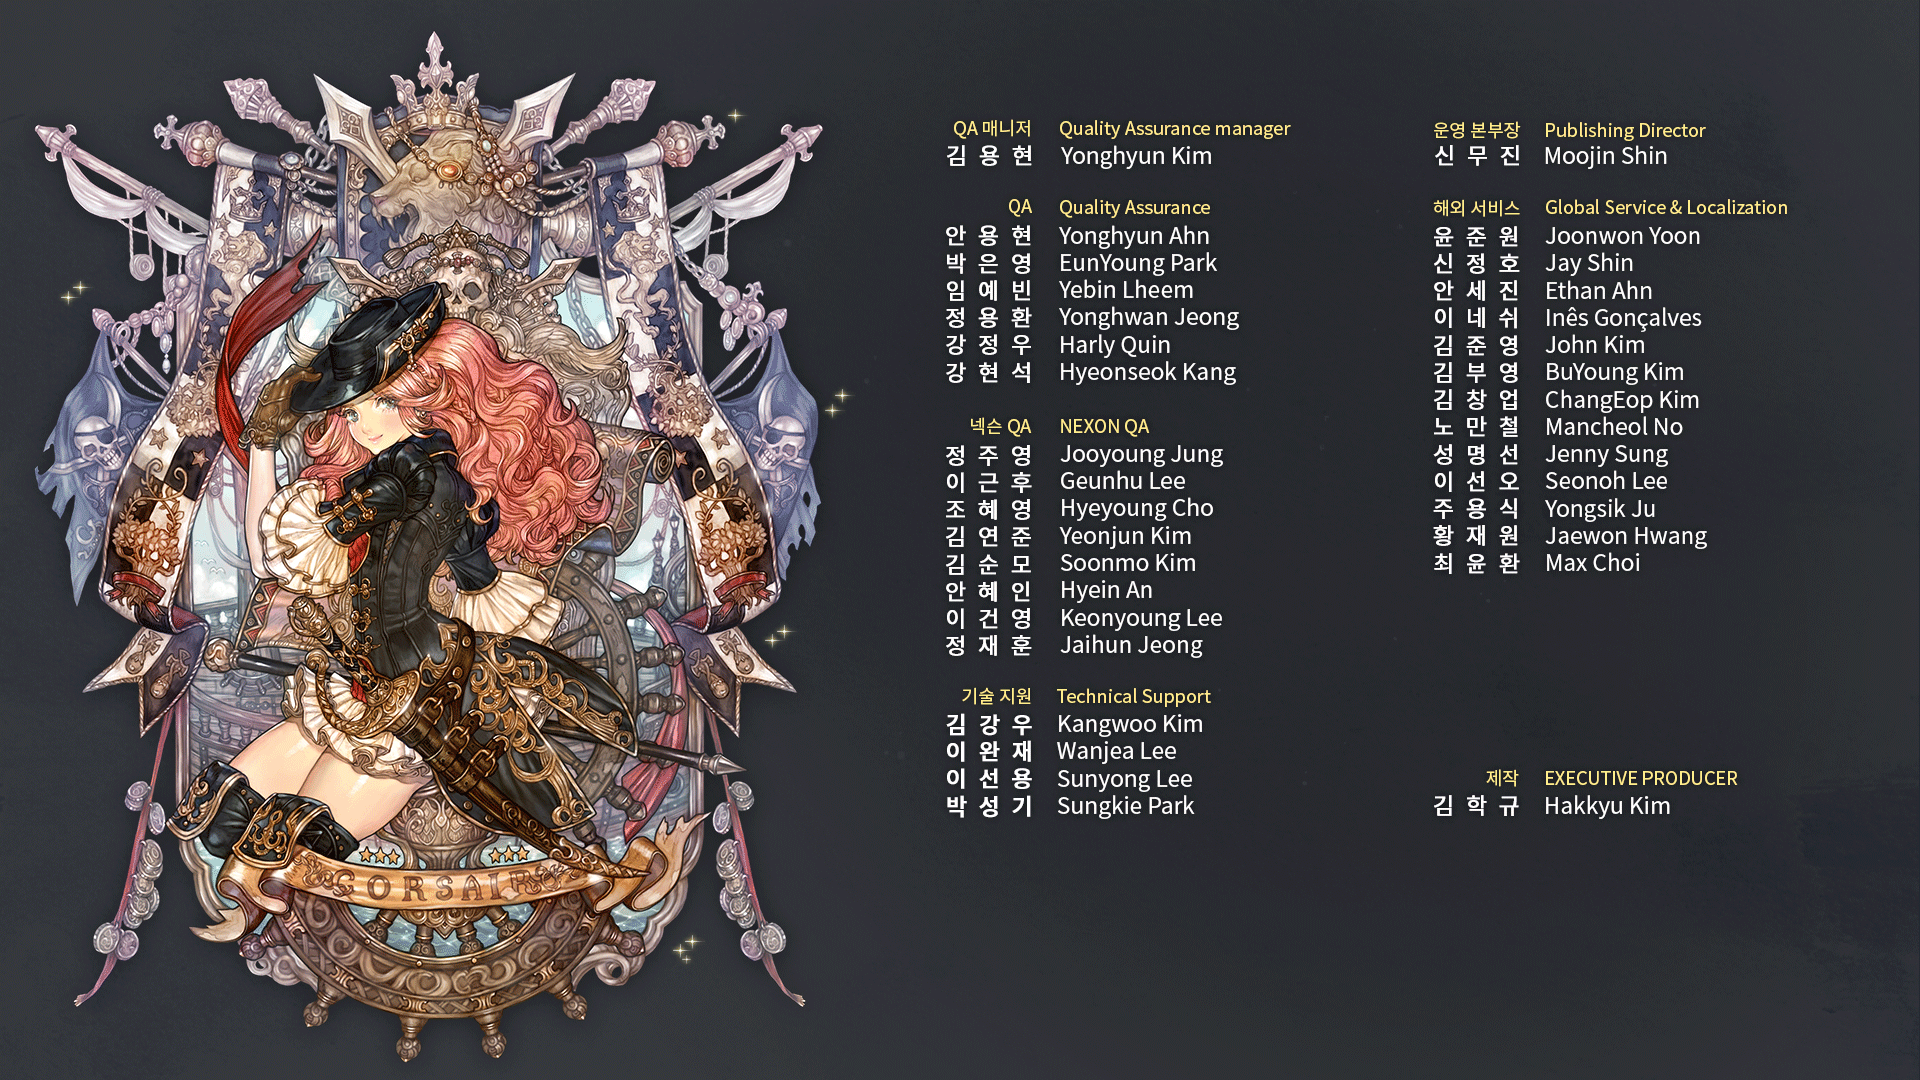 QA 매니저 Quality Assurance manager
김 용 현 Yonghyun Kim
QA Quality Assurance
안 용 현 Yonghyun Ahn
박 은 영 EunYoung Park
임 예 빈 Yebin Lheem
정 용 환 Yonghwan Jeong
강 정 우 Harly Quin
강 현 석 Hyeonseok Kang
넥슨 QA NEXON QA
정 주 영 Jooyoung Jung
이 근 후 Geunhu Lee
조 혜 영 Hyeyoung Cho
김 연 준 Yeonjun Kim
김 순 모 Soonmo Kim
안 혜 인 Hyein An
이 건 영 Keonyoung Lee
정 재 훈 Jaihun Jeong
기술 지원 Technical Support
김 강 우 Kangwoo Kim
이 완 재 Wanjea Lee
이 선 용 Sunyong Lee
박 성 기 Sungkie Park
운영 본부장 Publishing Director
신 무 진 Moojin Shin
해외 서비스 Global Service & Localization
윤 준 원 Joonwon Yoon
신 정 호 Jay Shin
안 세 진 Ethan Ahn
이 네 쉬 Inês Gonçalves
김 준 영 John Kim
김 부 영 BuYoung Kim
김 창 업 ChangEop Kim
노 만 철 Mancheol No
성 명 선 Jenny Sung
이 선 오 Seonoh Lee
주 용 식 Yongsik Ju
황 재 원 Jaewon Hwang
최 윤 환 Max Choi
제작 EXECUTIVE PRODUCER
김 학 규 Hakkyu Kim
CORSAIR